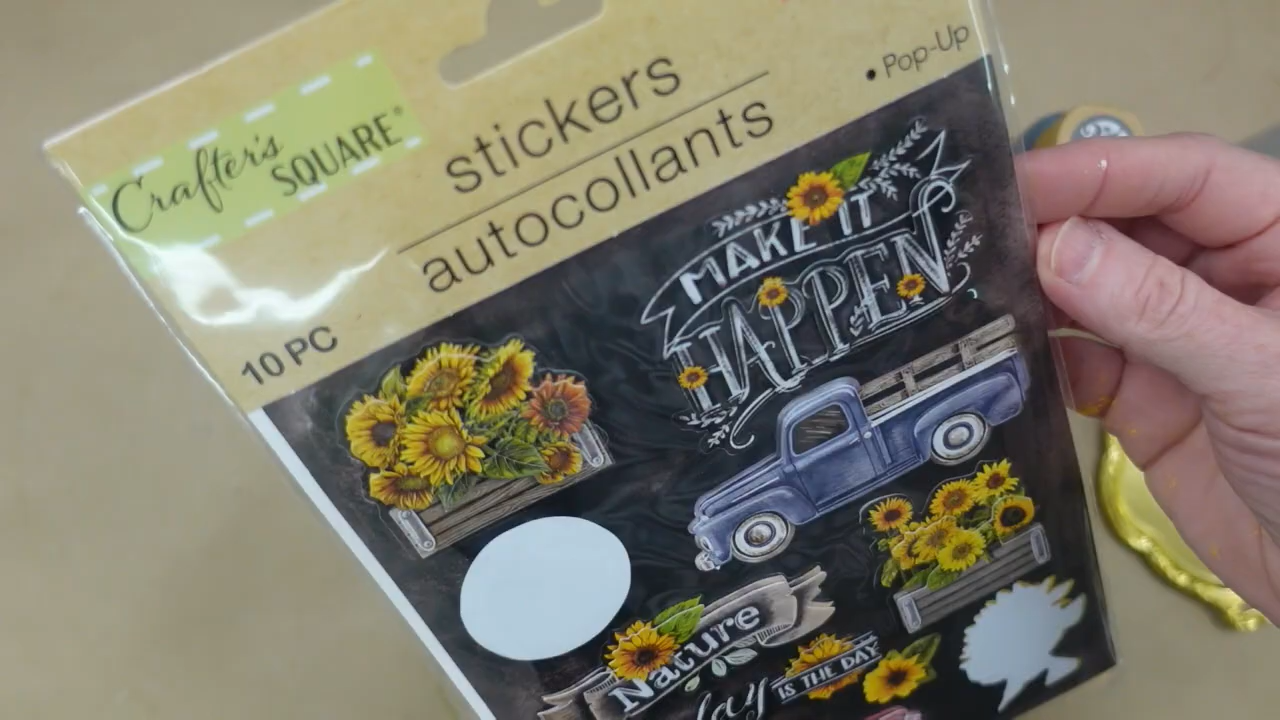 Crafter's
SQUARE®
stickers
autocollants
• Pop-Up
10 PC
MAKE IT
HAPPEN
Nature
IS THE DAY